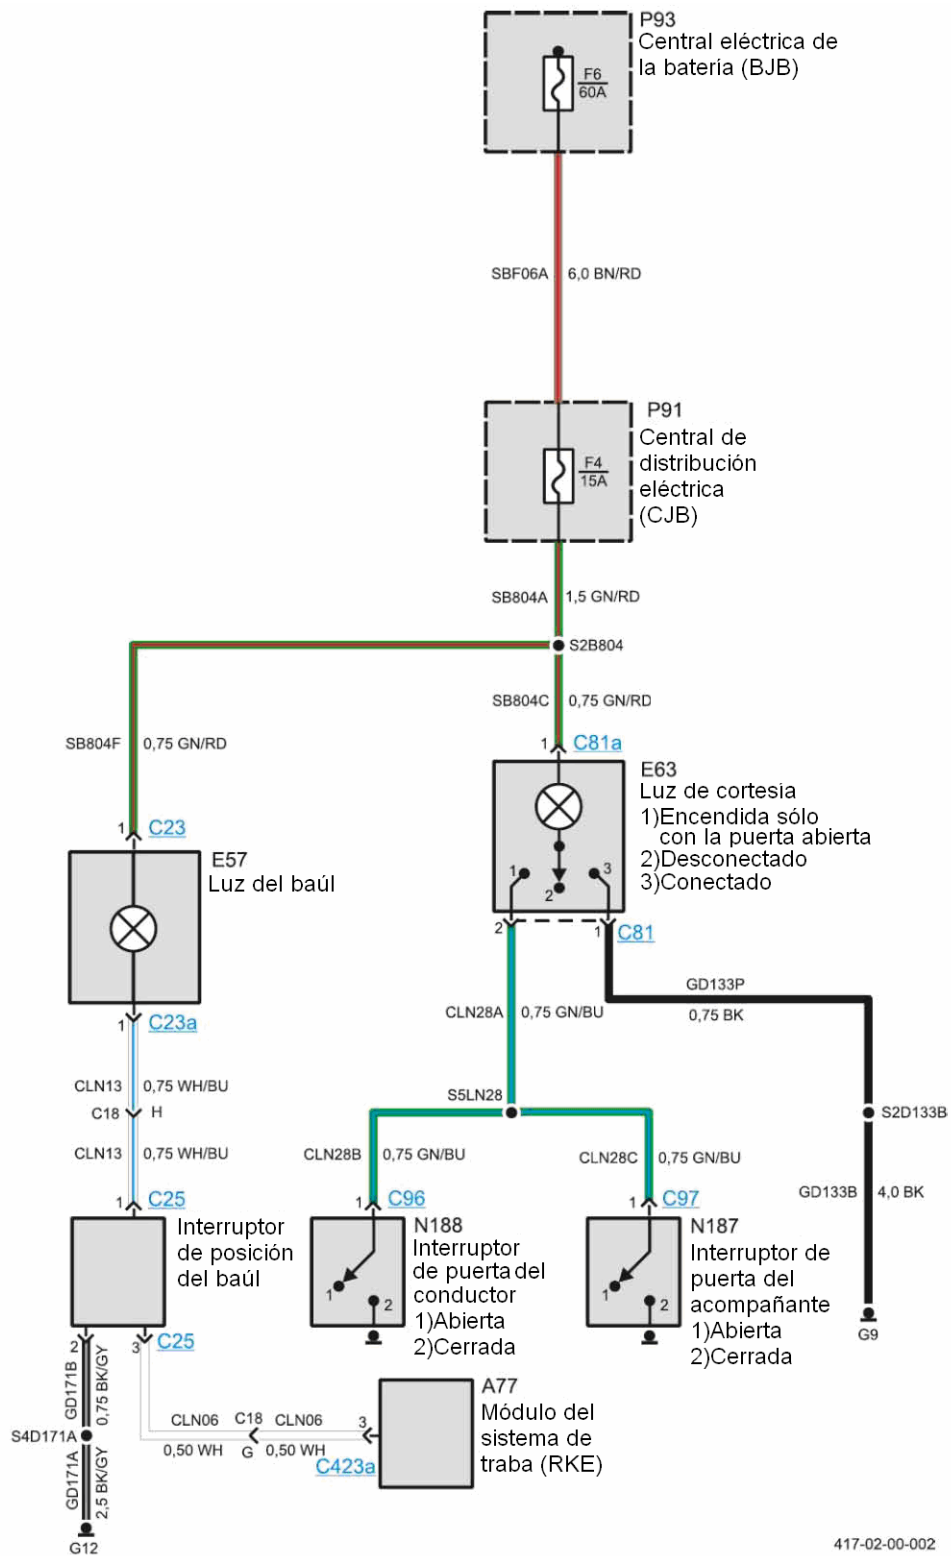 P93
Central eléctrica de
la batería (BJB)
F6
60A
SBF06A
6,0 BN/RD
P91
Central de
distribución
eléctrica
(CJB)
F4
15A
SB804A
1,5 GN/RD
S2B804
SB804C
0,75 GN/RD
SB804F
0,75 GN/RD
1
C81a
E63
Luz de cortesía
1)Encendida sólo
con la puerta abierta
2)Desconectado
3)Conectado
1
2
3
1
C23
E57
Luz del baúl
2
1
C81
GD133P
0,75 BK
CLN28A
0,75 GN/BU
1
C23a
CLN13
0,75 WH/BU
C18
H
S5LN28
S2D133B
CLN13
0,75 WH/BU
CLN28B
0,75 GN/BU
CLN28C
0,75 GN/BU
GD133B
4,0 BK
1
C25
1
C96
1
C97
Interruptor
de posición
del baúl
N188
Interruptor
de puerta del
conductor
1)Abierta
2)Cerrada
1
2
N187
Interruptor de
puerta del
acompañante
1)Abierta
2)Cerrada
1
2
G9
2
3
C25
GD171B
0,75 BK/GY
A77
Módulo del
sistema de
traba (RKE)
CLN06
C18
CLN06
3
0,50 WH
G
0,50 WH
C423a
S4D171A
GD171A
2,5 BK/GY
G12
417-02-00-002